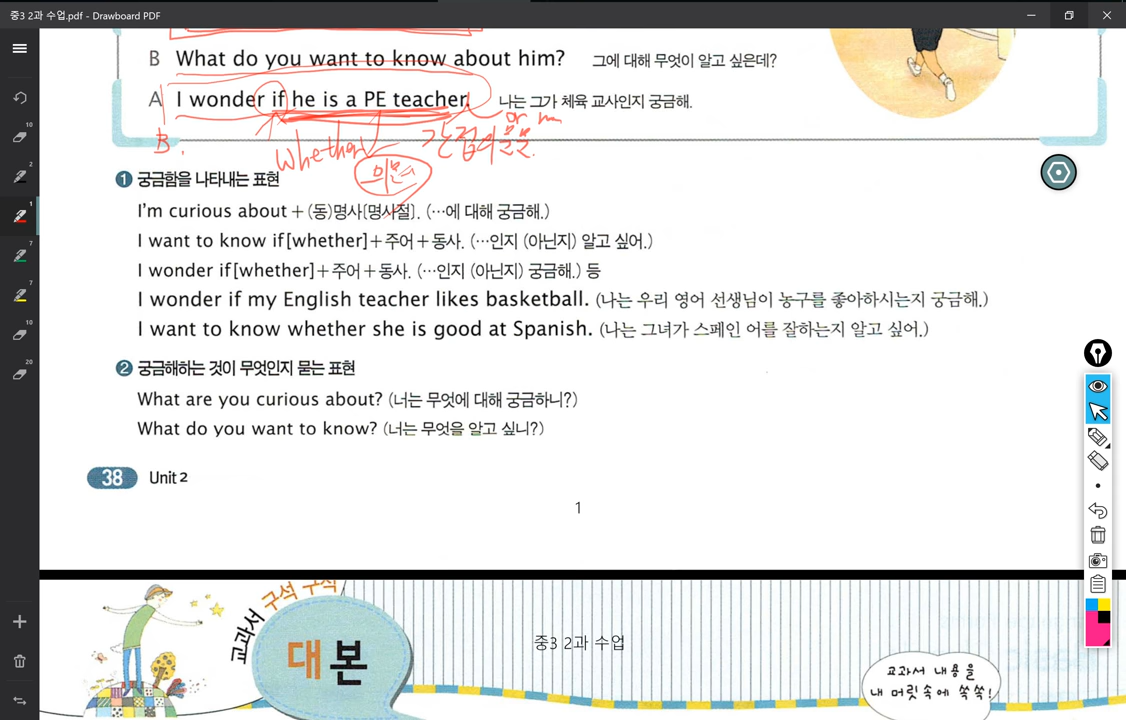 중3 2과 수업.pdf - Drawboard PDF
B What do you want to know about him? 그에 대해 무엇이 알고 싶은데?
A I wonder if he is a PE teacher. 나는 그가 체육 교사인지 궁금해.
B.
Whether
간접의문문.
or
① 궁금함을 나타내는 표현
I'm curious about + (동)명사[명사절]. (…에 대해 궁금해.)
I want to know if[whether]+주어+동사. (…인지 (아닌지) 알고 싶어.)
I wonder if[whether]+주어+동사. (…인지 (아닌지) 궁금해.) 등
I wonder if my English teacher likes basketball. (나는 우리 영어 선생님이 농구를 좋아하시는지 궁금해.)
I want to know whether she is good at Spanish. (나는 그녀가 스페인 어를 잘하는지 알고 싶어.)
② 궁금해하는 것이 무엇인지 묻는 표현
What are you curious about? (너는 무엇에 대해 궁금하니?)
What do you want to know? (너는 무엇을 알고 싶니?)
38 Unit 2
1
교과서 구석 구석
대본
중3 2과 수업
교과서 내용을
내 머릿속에 쏙쏙!
10
2
1
7
7
10
20